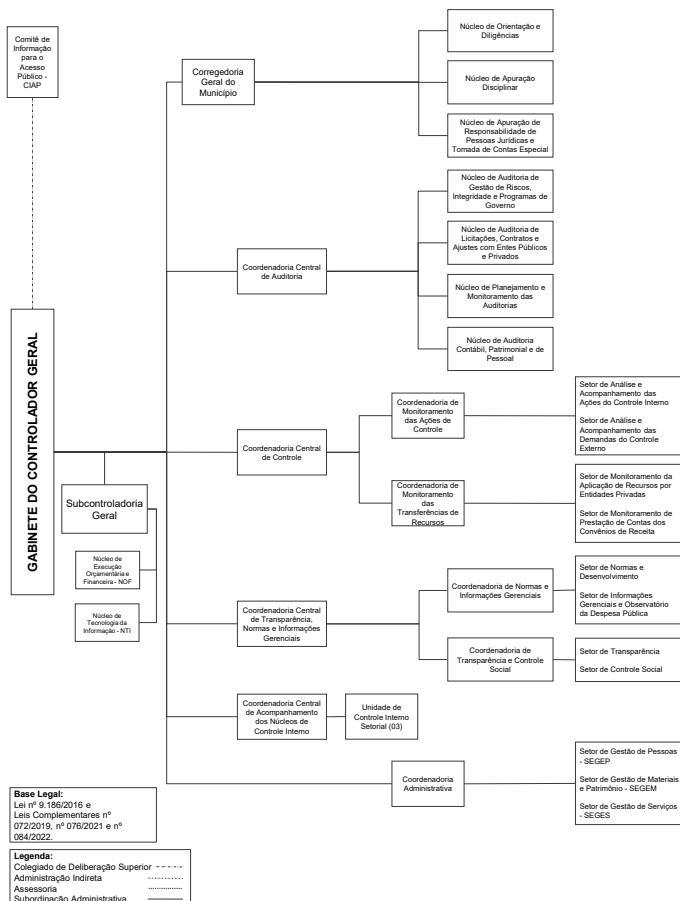 Comitê de
Informação
para o
Acesso
Público -
CIAP
GABINETE DO CONTROLADOR GERAL
Subcontroladoria
Geral
Núcleo de
Execução
Orçamentária e
Financeira - NOF
Núcleo de
Tecnologia da
Informação - NTI
Corregedoria
Geral do
Município
Núcleo de Orientação e
Diligências
Núcleo de Apuração
Disciplinar
Núcleo de Apuração de
Responsabilidade de
Pessoas Jurídicas e
Tomada de Contas Especial
Coordenadoria Central
de Auditoria
Núcleo de Auditoria de
Gestão de Riscos,
Integridade e Programas de
Governo
Núcleo de Auditoria de
Licitações, Contratos e
Ajustes com Entes Públicos
e Privados
Núcleo de Planejamento e
Monitoramento das
Auditorias
Núcleo de Auditoria
Contábil, Patrimonial e de
Pessoal
Coordenadoria Central
de Controle
Coordenadoria de
Monitoramento
das Ações de
Controle
Setor de Análise e
Acompanhamento das
Ações do Controle Interno
Setor de Análise e
Acompanhamento das
Demandas do Controle
Externo
Coordenadoria de
Monitoramento
das
Transferências de
Recursos
Setor de Monitoramento da
Aplicação de Recursos por
Entidades Privadas
Setor de Monitoramento de
Prestação de Contas dos
Convênios de Receita
Coordenadoria Central
de Transparência,
Normas e Informações
Gerenciais
Coordenadoria de Normas e
Informações Gerenciais
Setor de Normas e
Desenvolvimento
Setor de Informações
Gerenciais e Observatório
da Despesa Pública
Coordenadoria de
Transparência e Controle
Social
Setor de Transparência
Setor de Controle Social
Coordenadoria Central
de Acompanhamento
dos Núcleos de
Controle Interno
Unidade de
Controle Interno
Setorial (03)
Coordenadoria
Administrativa
Setor de Gestão de Pessoas
- SEGEP
Setor de Gestão de Materiais
e Patrimônio - SEGEM
Setor de Gestão de Serviços
- SEGES
Base Legal:
Lei nº 9.186/2016 e
Leis Complementares nº
072/2019, nº 076/2021 e nº
084/2022.
Legenda:
Colegiado de Deliberação Superior
Administração Indireta
Assessoria
Subordinação Administrativa